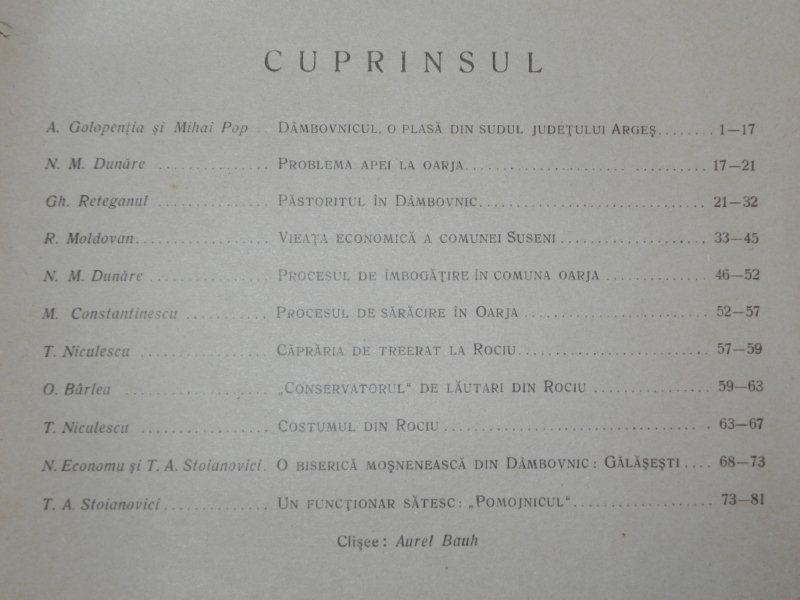 CUPRINSUL
A. Golopenția și Mihai Pop .. DÂMBOVNICUL, O PLASĂ DIN SUDUL JUDEȚULUI ARGEȘ........ 1—17
N. M. Dunăre ............. PROBLEMA APEI LA OARJA........................... 17—21
Gh. Reteganul ............. PĂSTORITUL ÎN DÂMBOVNIC........................... 21—32
R. Moldovan................ VIEAȚA ECONOMICĂ A COMUNEI SUSENI ................... 33—45
N. M. Dunăre ............. PROCESUL DE ÎMBOGĂȚIRE ÎN COMUNA OARJA .............. 46—52
M. Constantinescu .......... PROCESUL DE SĂRĂCIRE ÎN OARJA ....................... 52—57
T. Niculescu ............... CĂPRĂRIA DE TREERAT LA ROCIU........................ 57—59
O. Bârlea ................. „CONSERVATORUL“ DE LĂUTARI DIN ROCIU ............... 59—63
T. Niculescu ............... COSTUMUL DIN ROCIU ................................ 63—67
N. Economu și T. A. Stoianovici. O BISERICĂ MOȘNENEASCĂ DIN DÂMBOVNIC : GĂLĂȘEȘTI .... 68—73
T. A. Stoianovici............. UN FUNCȚIONAR SĂTESC : „POMOJNICUL“.................. 73—81
Clișee : Aurel Bauh